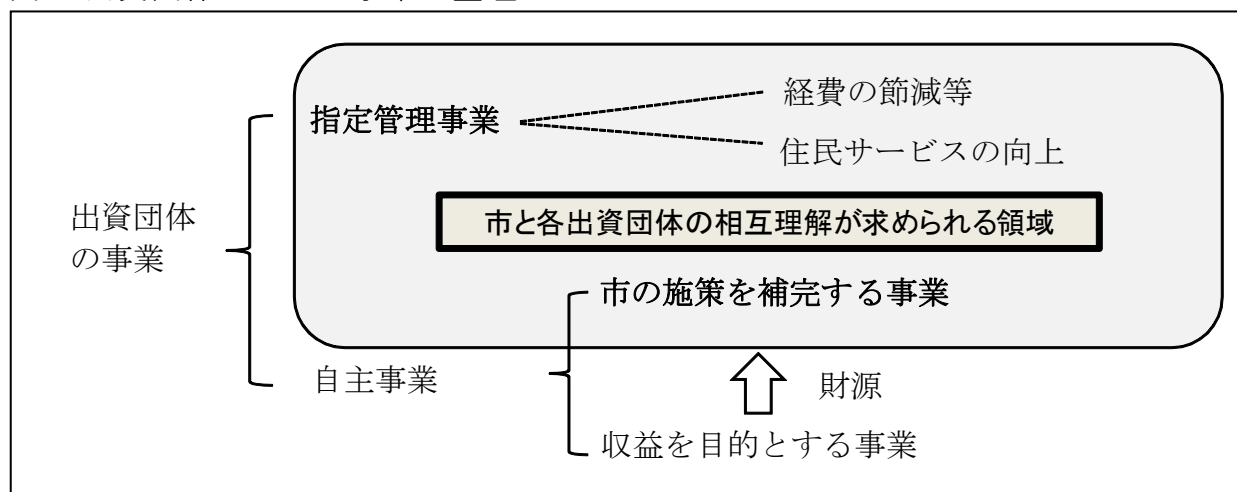 経費の節減等
指定管理事業
住民サービスの向上
出資団体
の事業
市と各出資団体の相互理解が求められる領域
市の施策を補完する事業
自主事業
財源
収益を目的とする事業